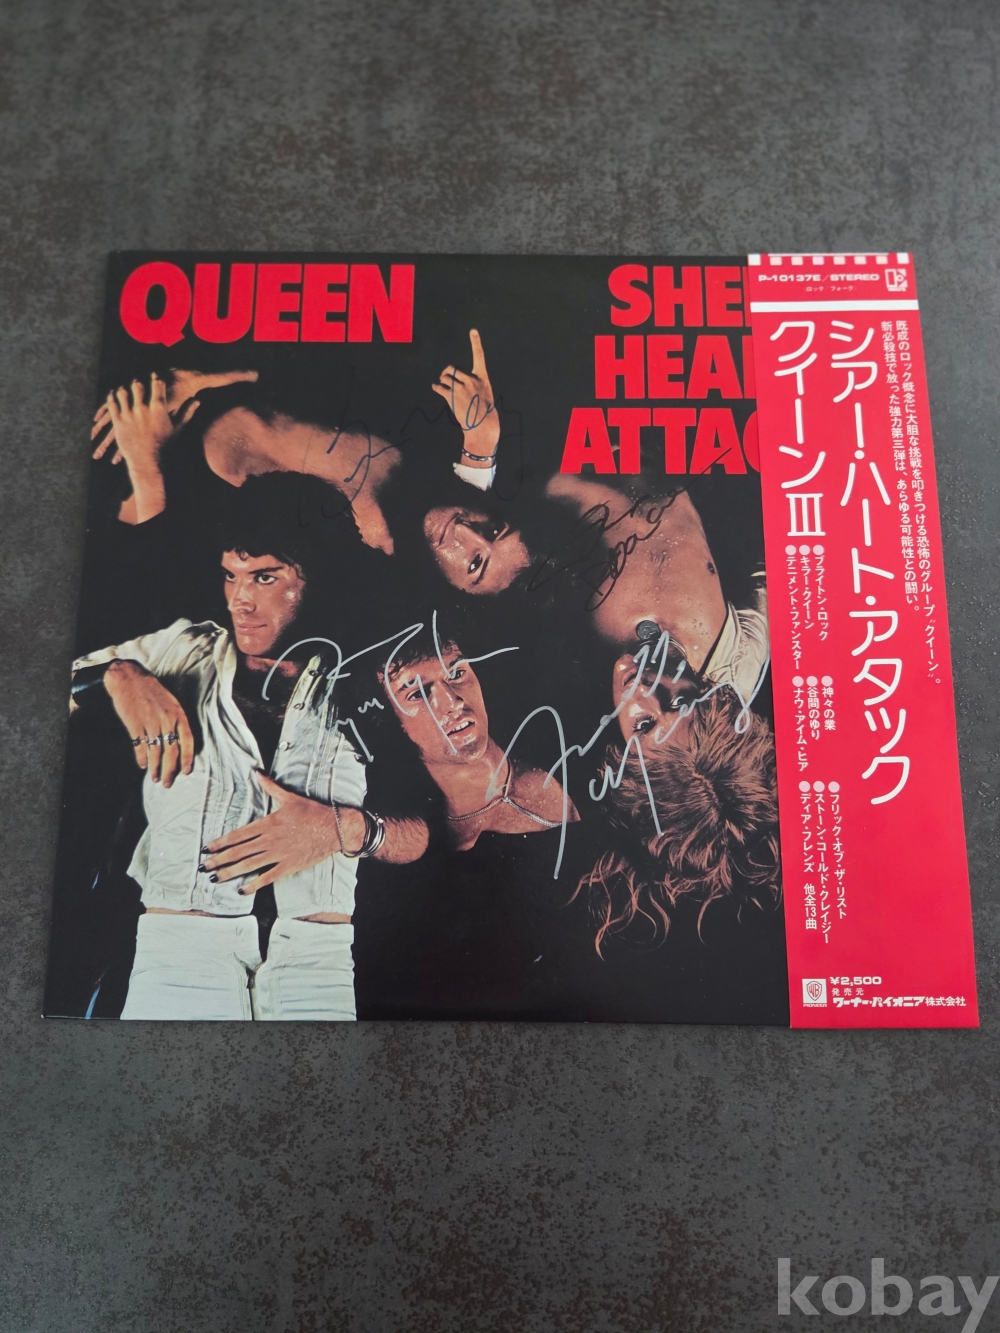 QUEEN
SHE
HEA
ATTAC
P-10137E/STEREO
ロック フォーク
既成のロック概念に大胆な挑戦を叩きつける恐怖のグループ“クイーン”。
新必殺技で放った強力第三弾は、あらゆる可能性との闘い。
シアー・ハート・アタック
クイーンIII
●ブライトン・ロック
●キラー・クイーン
●テニメント・ファンスター
●神々の業
●谷間のゆり
●ナウ・アイム・ヒア
●フリック・オブ・ザ・リスト
●ストーン・コールド・クレイジー
●ディア・フレンズ 他全13曲
¥2,500
発売元
ワーナー・パイオニア株式会社
WB
PIONEER
Roger Taylor
kobay